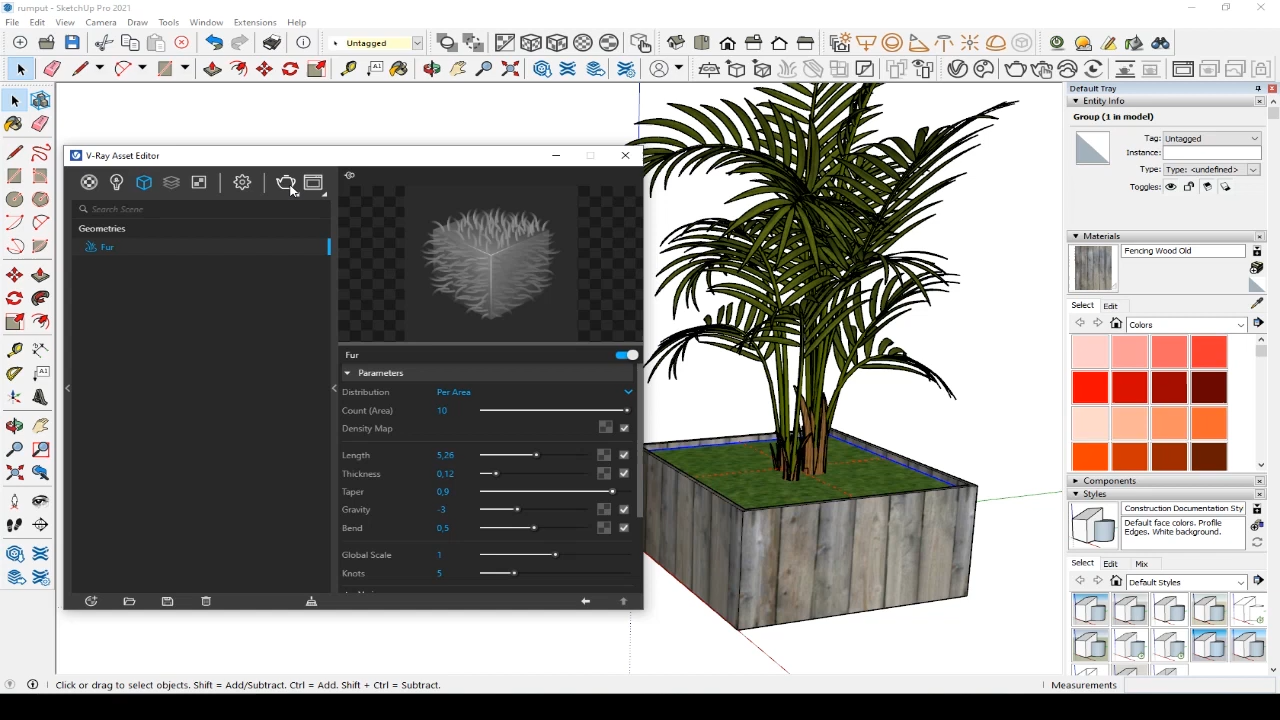 rumput - SketchUp Pro 2021
File Edit View Camera Draw Tools Window Extensions Help
Untagged
Default Tray
Entity Info
Group (1 in model)
Tag: Untagged
Instance:
Type: Type: <undefined>
Toggles:
V-Ray Asset Editor
Search Scene
Geometries
Fur
Fur
Parameters
Distribution Per Area
Count (Area) 10
Density Map
Length 5,26
Thickness 0,12
Taper 0,9
Gravity -3
Bend 0,5
Global Scale 1
Knots 5
Materials
Fencing Wood Old
Select Edit
Colors
Components
Styles
Construction Documentation Sty
Default face colors. Profile
Edges. White background.
Select Edit Mix
Default Styles
Click or drag to select objects. Shift = Add/Subtract. Ctrl = Add. Shift + Ctrl = Subtract.
Measurements